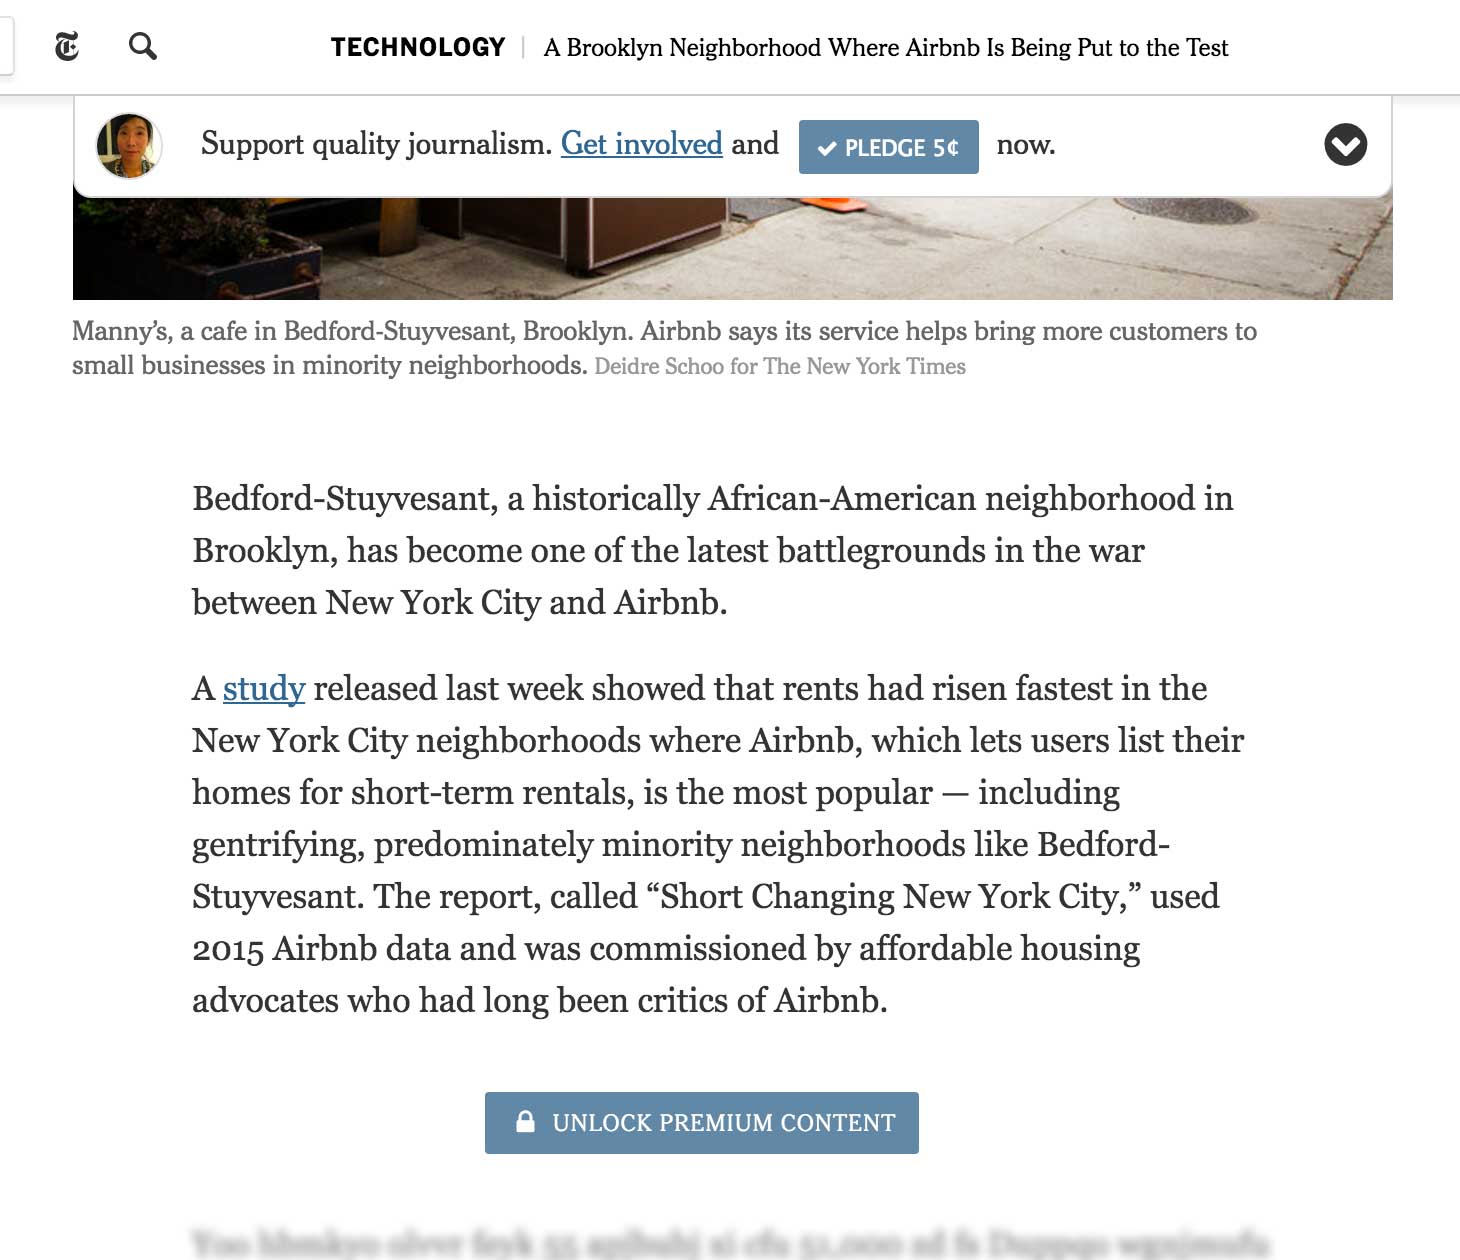 TECHNOLOGY | A Brooklyn Neighborhood Where Airbnb Is Being Put to the Test
Support quality journalism. Get involved and PLEDGE 5¢ now.
Manny’s, a cafe in Bedford-Stuyvesant, Brooklyn. Airbnb says its service helps bring more customers to
small businesses in minority neighborhoods. Deidre Schoo for The New York Times
Bedford-Stuyvesant, a historically African-American neighborhood in
Brooklyn, has become one of the latest battlegrounds in the war
between New York City and Airbnb.
A study released last week showed that rents had risen fastest in the
New York City neighborhoods where Airbnb, which lets users list their
homes for short-term rentals, is the most popular — including
gentrifying, predominately minority neighborhoods like Bedford-
Stuyvesant. The report, called “Short Changing New York City,” used
2015 Airbnb data and was commissioned by affordable housing
advocates who had long been critics of Airbnb.
UNLOCK PREMIUM CONTENT